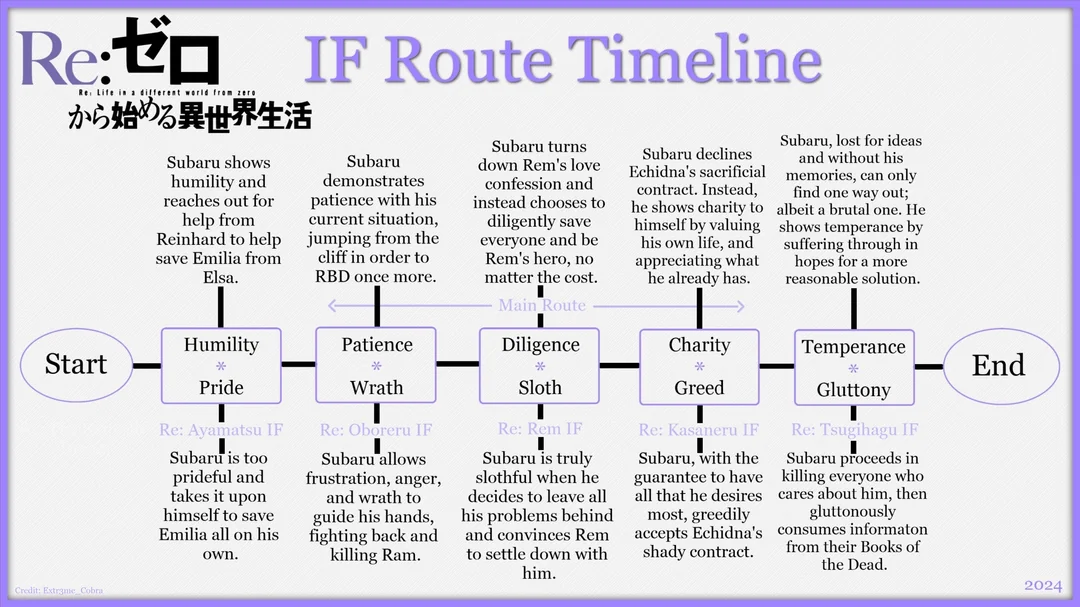 Re:ゼロ
Re: Life in a different world from zero
から始める異世界生活
IF Route Timeline
Subaru shows
humility and
reaches out for
help from
Reinhard to help
save Emilia from
Elsa.
Subaru
demonstrates
patience with his
current situation,
jumping from the
cliff in order to
RBD once more.
Subaru turns
down Rem's love
confession and
instead chooses to
diligently save
everyone and be
Rem's hero, no
matter the cost.
Subaru declines
Echidna's sacrificial
contract. Instead,
he shows charity to
himself by valuing
his own life, and
appreciating what
he already has.
Subaru, lost for ideas
and without his
memories, can only
find one way out;
albeit a brutal one. He
shows temperance by
suffering through in
hopes for a more
reasonable solution.
Main Route
Start
Humility
*
Pride
Patience
*
Wrath
Diligence
*
Sloth
Charity
*
Greed
Temperance
*
Gluttony
End
Re: Ayamatsu IF
Re: Oboreru IF
Re: Rem IF
Re: Kasaneru IF
Re: Tsugihagu IF
Subaru is too
prideful and
takes it upon
himself to save
Emilia all on his
own.
Subaru allows
frustration, anger,
and wrath to
guide his hands,
fighting back and
killing Ram.
Subaru is truly
slothful when he
decides to leave all
his problems behind
and convinces Rem
to settle down with
him.
Subaru, with the
guarantee to have
all that he desires
most, greedily
accepts Echidna's
shady contract.
Subaru proceeds in
killing everyone who
cares about him, then
gluttonously
consumes informaton
from their Books of
the Dead.
Credit: Extr3me_Cobra
2024